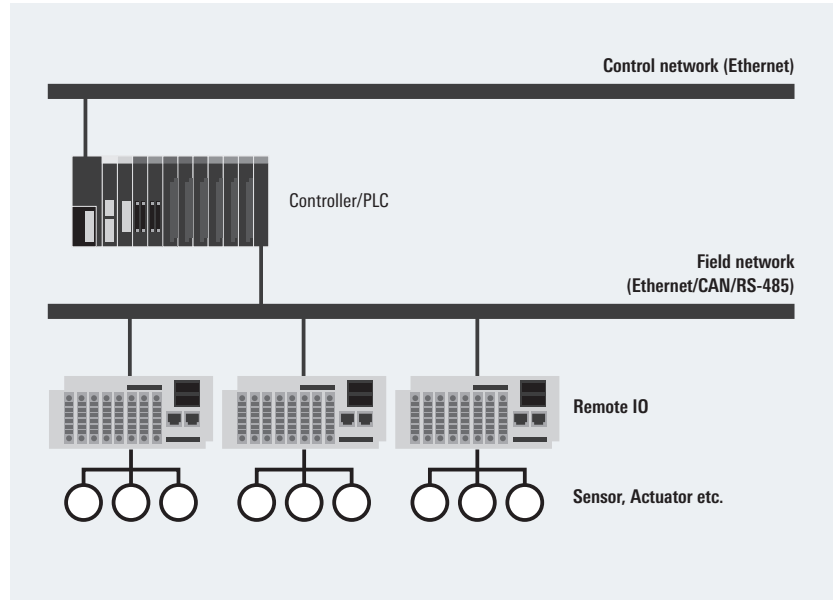 Control network (Ethernet)
Controller/PLC
Field network
(Ethernet/CAN/RS-485)
Remote IO
Sensor, Actuator etc.